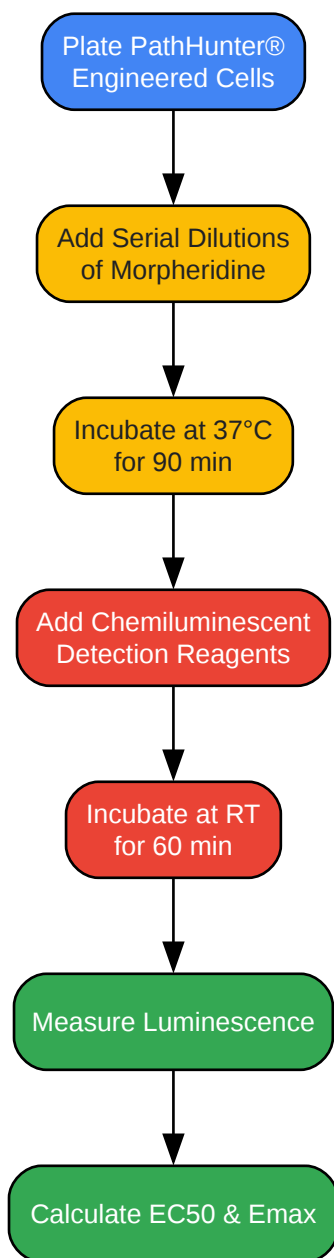 Plate PathHunter®
Engineered Cells
Add Serial Dilutions
of Morpheridine
Incubate at 37°C
for 90 min
Add Chemiluminescent
Detection Reagents
Incubate at RT
for 60 min
Measure Luminescence
Calculate EC50 & Emax